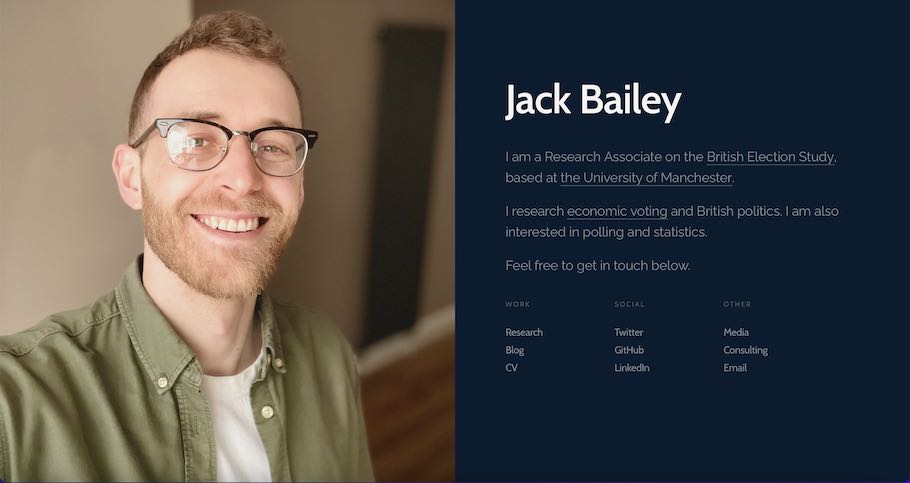 Jack Bailey
I am a Research Associate on the British Election Study,
based at the University of Manchester.
I research economic voting and British politics. I am also
interested in polling and statistics.
Feel free to get in touch below.
WORK SOCIAL OTHER
Research Twitter Media
Blog GitHub Consulting
CV LinkedIn Email